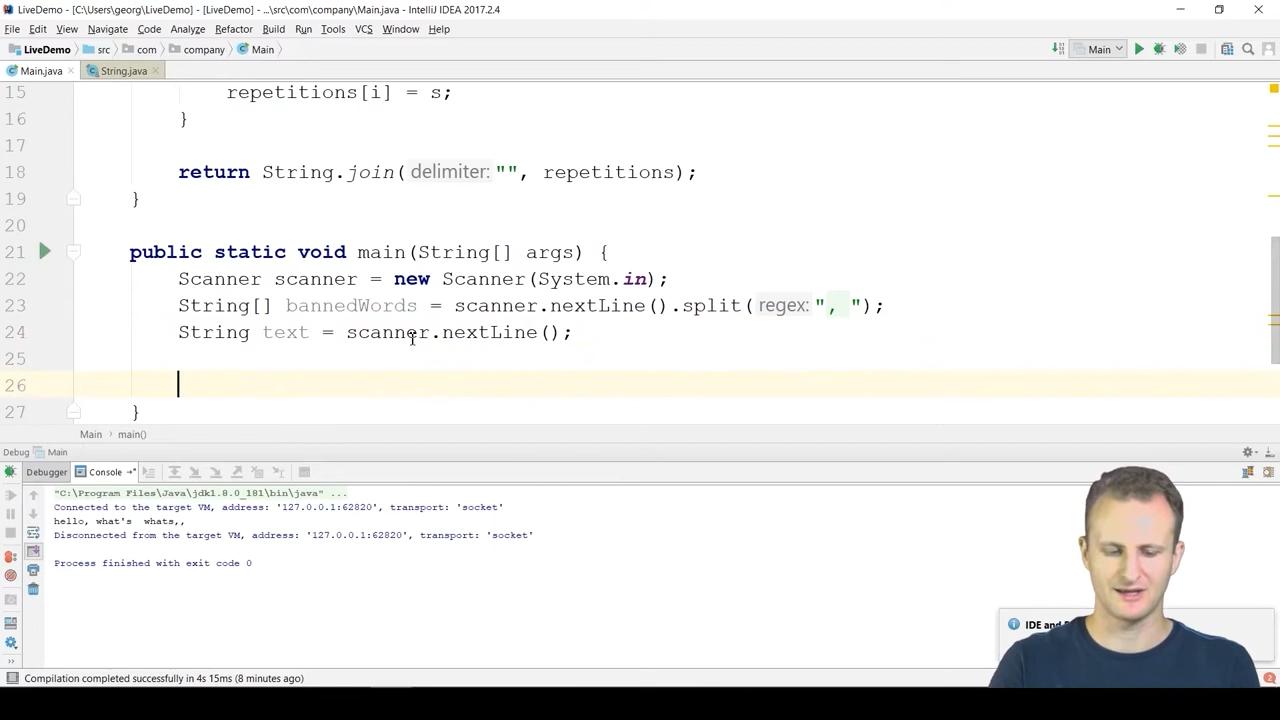 LiveDemo - [C:\Users\georg\LiveDemo] - [LiveDemo] - ...\src\com\company\Main.java - IntelliJ IDEA 2017.2.4
File Edit View Navigate Code Analyze Refactor Build Run Tools VCS Window Help
LiveDemo src com company Main Main
Main.java String.java
15 repetitions[i] = s;
16 }
17
18 return String.join( delimiter: "", repetitions);
19 }
20
21 public static void main(String[] args) {
22 Scanner scanner = new Scanner(System.in);
23 String[] bannedWords = scanner.nextLine().split( regex: ", ");
24 String text = scanner.nextLine();
25
26
27 }
Main main()
Debug Main
Debugger Console
"C:\Program Files\Java\jdk1.8.0_181\bin\java" ...
Connected to the target VM, address: '127.0.0.1:62820', transport: 'socket'
hello, what's  whats,,
Disconnected from the target VM, address: '127.0.0.1:62820', transport: 'socket'
Process finished with exit code 0
IDE and
Compilation completed successfully in 4s 15ms (8 minutes ago)
2